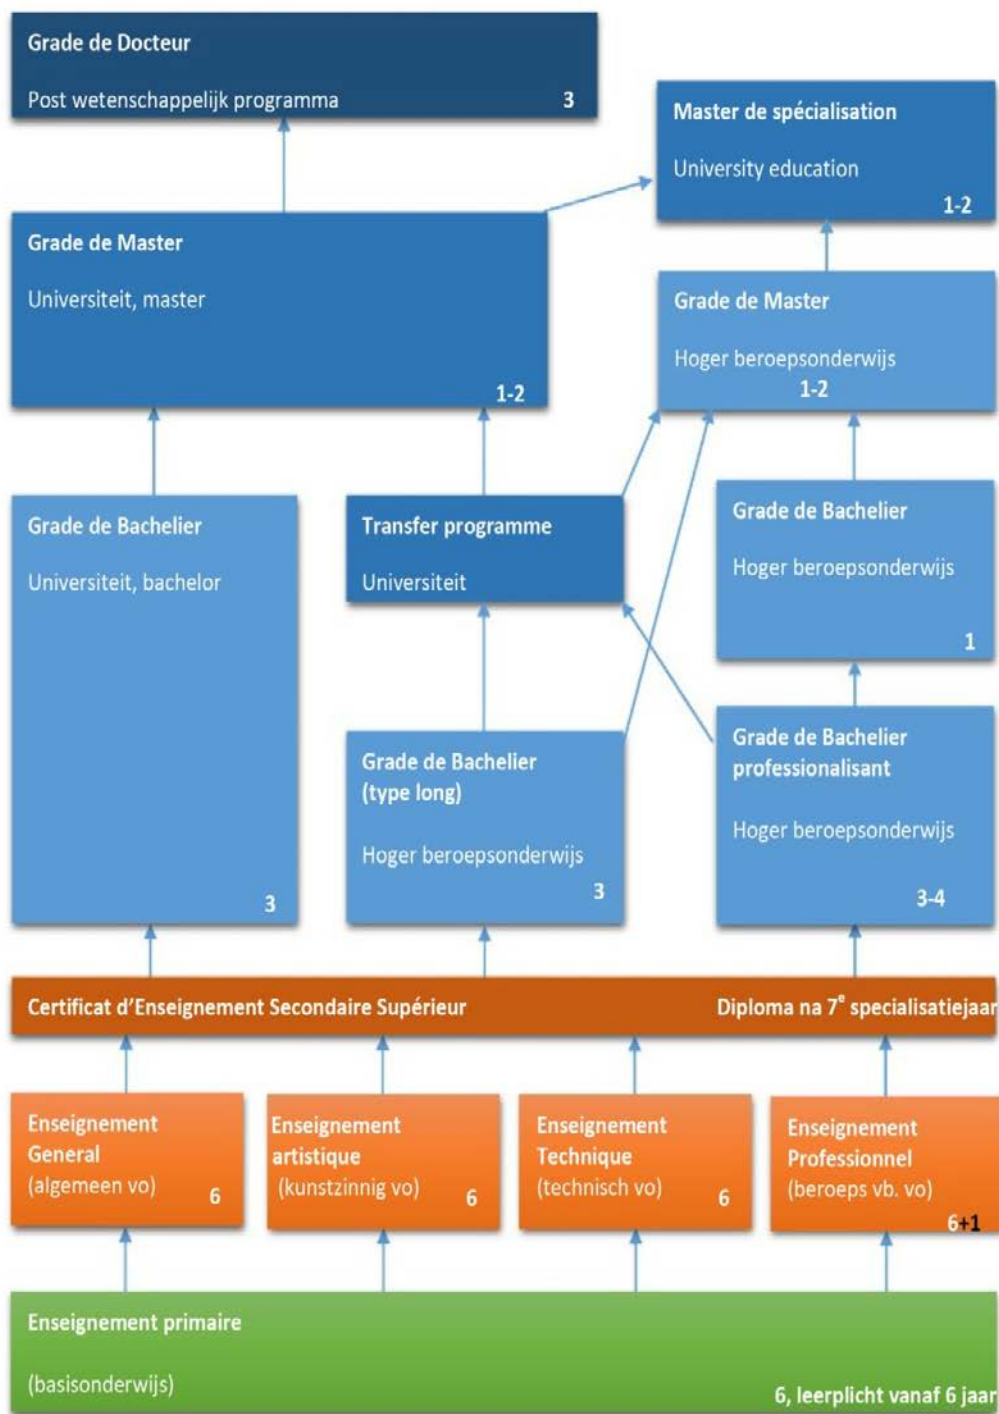 Grade de Docteur
Post wetenschappelijk programma
3
Master de spécialisation
University education
1-2
Grade de Master
Universiteit, master
1-2
Grade de Master
Hoger beroepsonderwijs
1-2
Grade de Bachelier
Universiteit, bachelor
3
Transfer programme
Universiteit
Grade de Bachelier
Hoger beroepsonderwijs
1
Grade de Bachelier
(type long)
Hoger beroepsonderwijs
3
Grade de Bachelier
professionalisant
Hoger beroepsonderwijs
3-4
Certificat d’Enseignement Secondaire Supérieur
Diploma na 7e specialisatiejaar
Enseignement
General
(algemeen vo)
6
Enseignement
artistique
(kunstzinnig vo)
6
Enseignement
Technique
(technisch vo)
6
Enseignement
Professionnel
(beroeps vb. vo)
6+1
Enseignement primaire
(basisonderwijs)
6, leerplicht vanaf 6 jaar